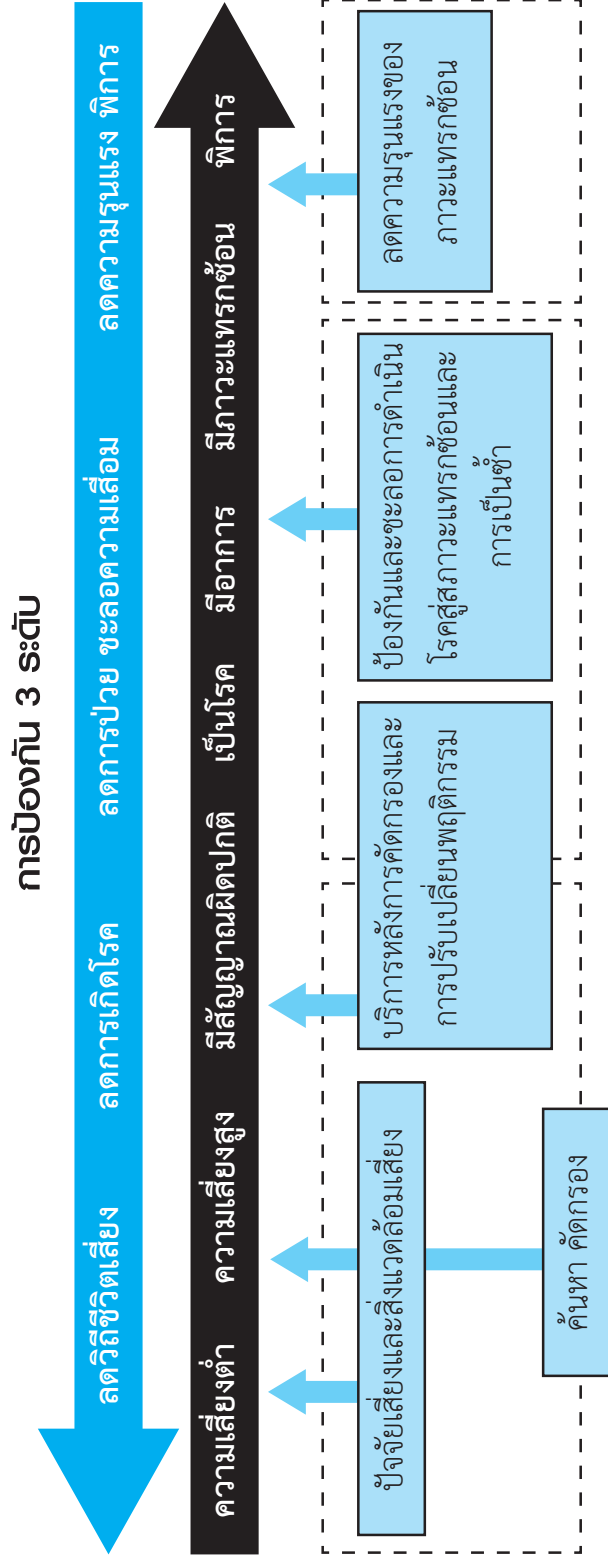 การป้องกัน 3 ระดับ
ลดวิถีชีวิตเสี่ยง ลดการเกิดโรค ลดการป่วย ชะลอความเสื่อม ลดความรุนแรง พิการ
ความเสี่ยงต่ำ ความเสี่ยงสูง มีสัญญาณผิดปกติ เป็นโรค มีอาการ มีภาวะแทรกซ้อน พิการ
ปัจจัยเสี่ยงและสิ่งแวดล้อมเสี่ยง
ค้นหา คัดกรอง
บริการหลังการคัดกรองและ
การปรับเปลี่ยนพฤติกรรม
ป้องกันและชะลอการดำเนิน
โรคสู่สภาวะแทรกซ้อนและ
การเป็นซ้ำ
ลดความรุนแรงของ
ภาวะแทรกซ้อน